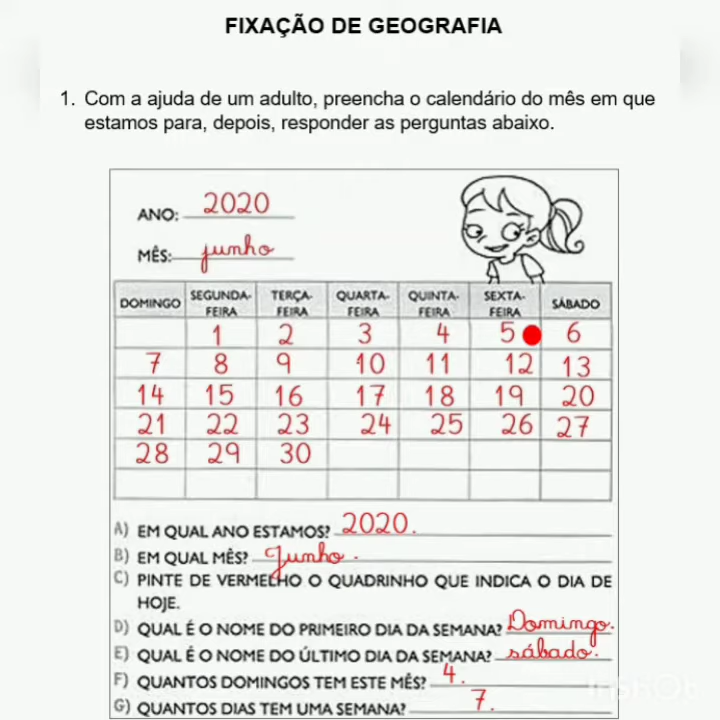 FIXAÇÃO DE GEOGRAFIA
1. Com a ajuda de um adulto, preencha o calendário do mês em que
estamos para, depois, responder as perguntas abaixo.
ANO: 2020
MÊS: junho
DOMINGO SEGUNDA-FEIRA TERÇA-FEIRA QUARTA-FEIRA QUINTA-FEIRA SEXTA-FEIRA SÁBADO
1 2 3 4 5 6
7 8 9 10 11 12 13
14 15 16 17 18 19 20
21 22 23 24 25 26 27
28 29 30
A) EM QUAL ANO ESTAMOS? 2020.
B) EM QUAL MÊS? Junho.
C) PINTE DE VERMELHO O QUADRINHO QUE INDICA O DIA DE
HOJE.
D) QUAL É O NOME DO PRIMEIRO DIA DA SEMANA? Domingo.
E) QUAL É O NOME DO ÚLTIMO DIA DA SEMANA? sábado.
F) QUANTOS DOMINGOS TEM ESTE MÊS? 4.
G) QUANTOS DIAS TEM UMA SEMANA? 7.